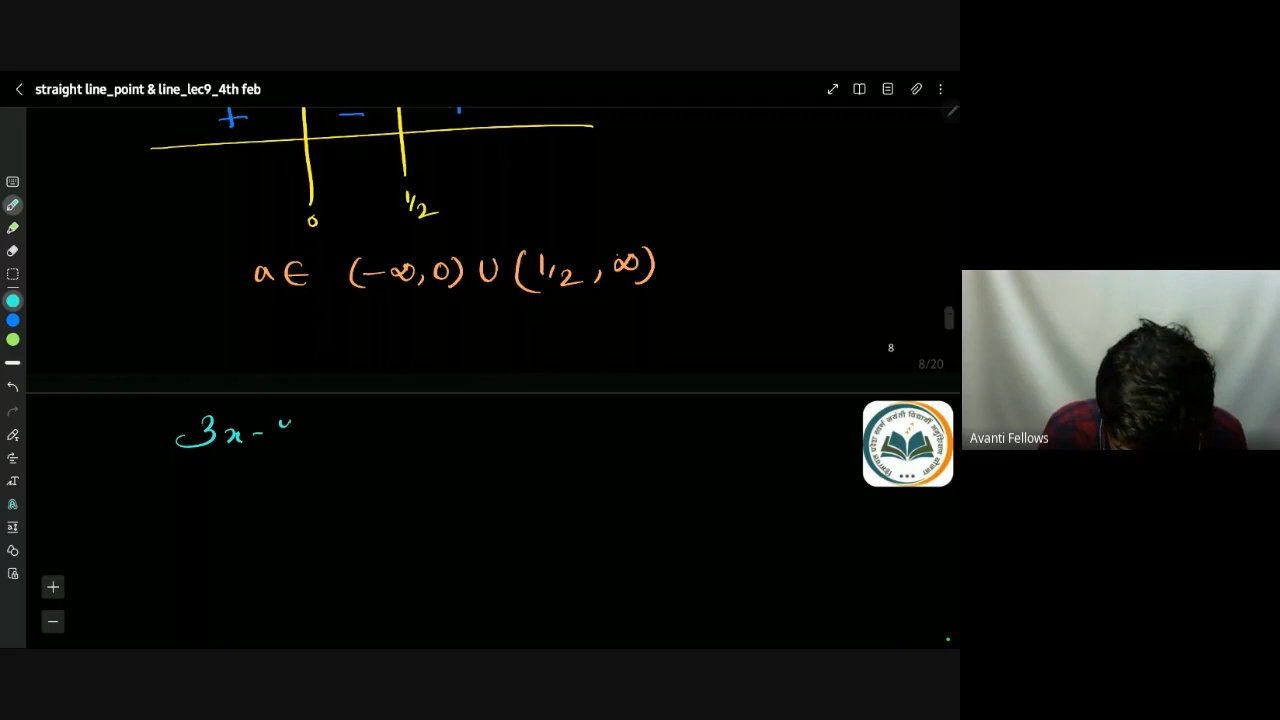 straight line_point & line_lec9_4th feb
+ −
0 1/2
a ∈ (-∞, 0) ∪ (1/2, ∞)
8
8/20
3x -
Avanti Fellows